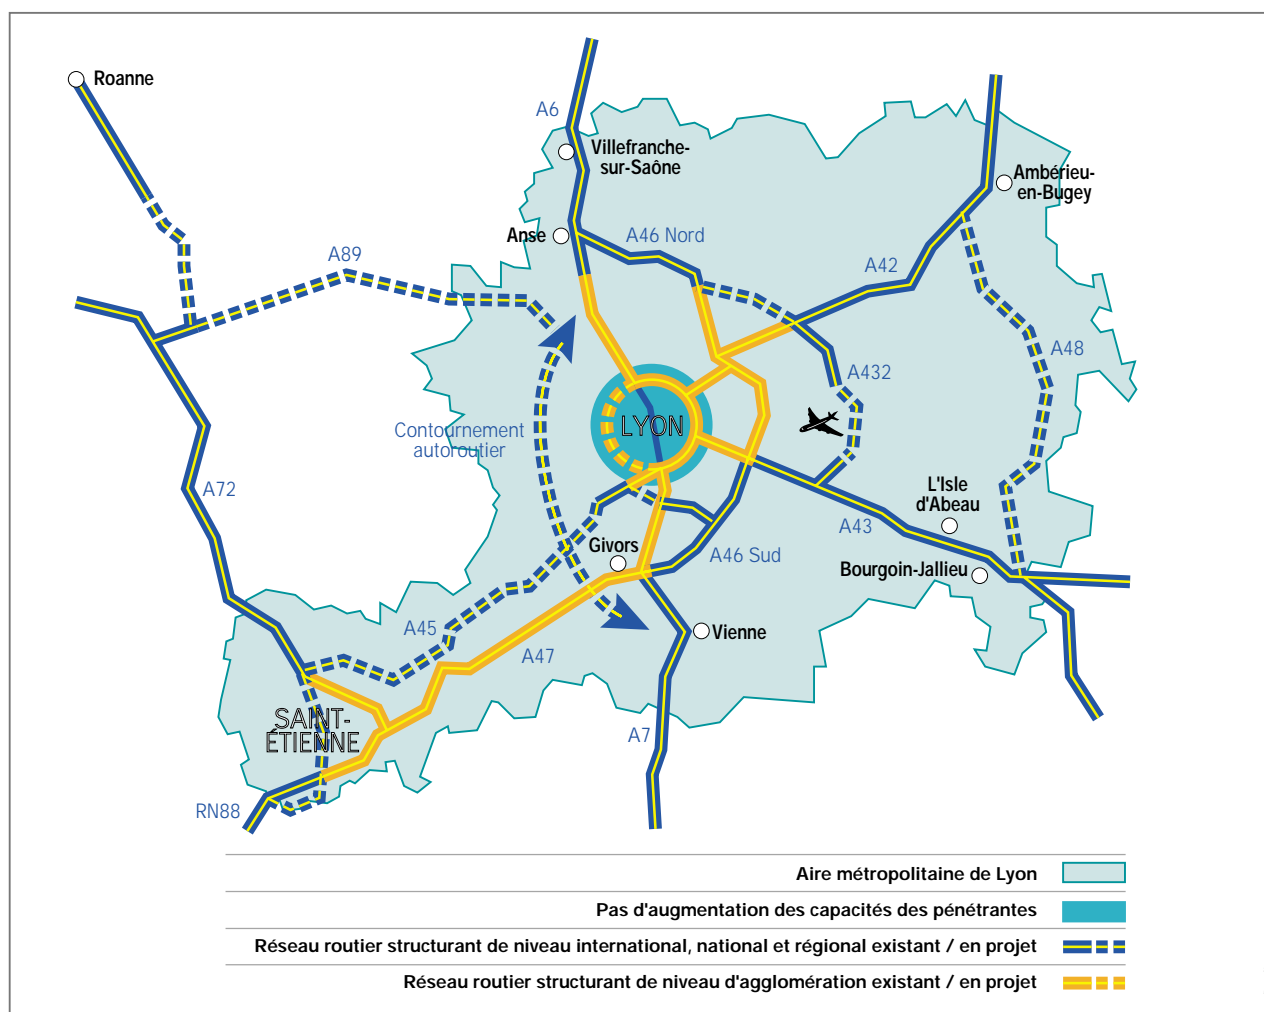 Roanne
A6
Villefranche-
sur-Saône
Ambérieu-
en-Bugey
Anse
A46 Nord
A89
A42
A48
A432
LYON
Contournement
autoroutier
A72
L'Isle
d'Abeau
A43
Givors
A46 Sud
Bourgoin-Jallieu
A45
Vienne
A47
SAINT-
ÉTIENNE
A7
RN88
Aire métropolitaine de Lyon
Pas d'augmentation des capacités des pénétrantes
Réseau routier structurant de niveau international, national et régional existant / en projet
Réseau routier structurant de niveau d'agglomération existant / en projet